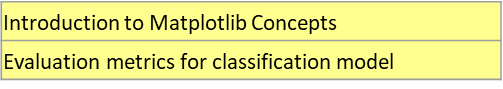 Introduction to Matplotlib Concepts
Evaluation metrics for classification model